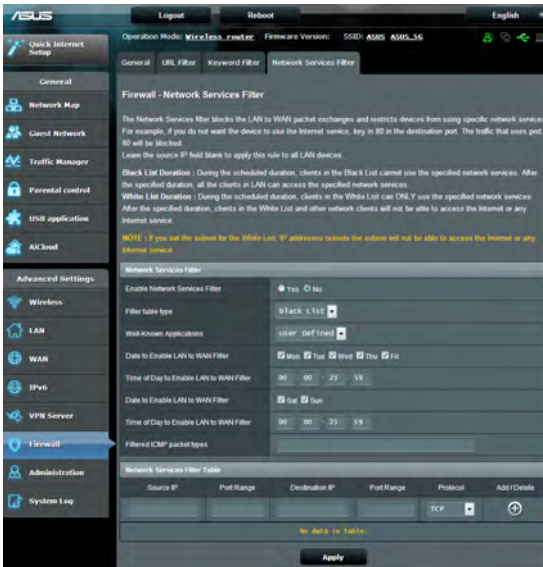 ASUS
Logout
Reboot
English
Quick Internet Setup
Operation Mode: Wireless router Firmware Version: SSID: ASUS ASUS_5G
General
URL Filter
Keyword Filter
Network Services Filter
General
Network Map
Guest Network
Traffic Manager
Parental control
USB application
AiCloud
Advanced Settings
Wireless
LAN
WAN
IPv6
VPN Server
Firewall
Administration
System Log
Firewall - Network Services Filter
The Network Services filter blocks the LAN to WAN packet exchanges and restricts devices from using specific network services.
For example, if you do not want the device to use the Internet service, key in 80 in the destination port. The traffic that uses port
80 will be blocked.
Leave the source IP field blank to apply this rule to all LAN devices.
Black List Duration : During the scheduled duration, clients in the Black List cannot use the specified network services. After
the specified duration, all the clients in LAN can access the specified network services.
White List Duration : During the scheduled duration, clients in the White List can ONLY use the specified network services.
After the specified duration, clients in the White List and other network clients will not be able to access the Internet or any
Internet service.
NOTE : If you set the subnet for the White List, IP addresses outside the subnet will not be able to access the Internet or any
Internet service.
Network Services Filter
Enable Network Services Filter Yes No
Filter table type Black List
Well-Known Applications User Defined
Date to Enable LAN to WAN Filter Mon Tue Wed Thu Fri
Time of Day to Enable LAN to WAN Filter 00 : 00 - 23 : 59
Date to Enable LAN to WAN Filter Sat Sun
Time of Day to Enable LAN to WAN Filter 00 : 00 - 23 : 59
Filtered ICMP packet types
Network Services Filter Table
Source IP Port Range Destination IP Port Range Protocol Add / Delete
TCP
No data in table.
Apply